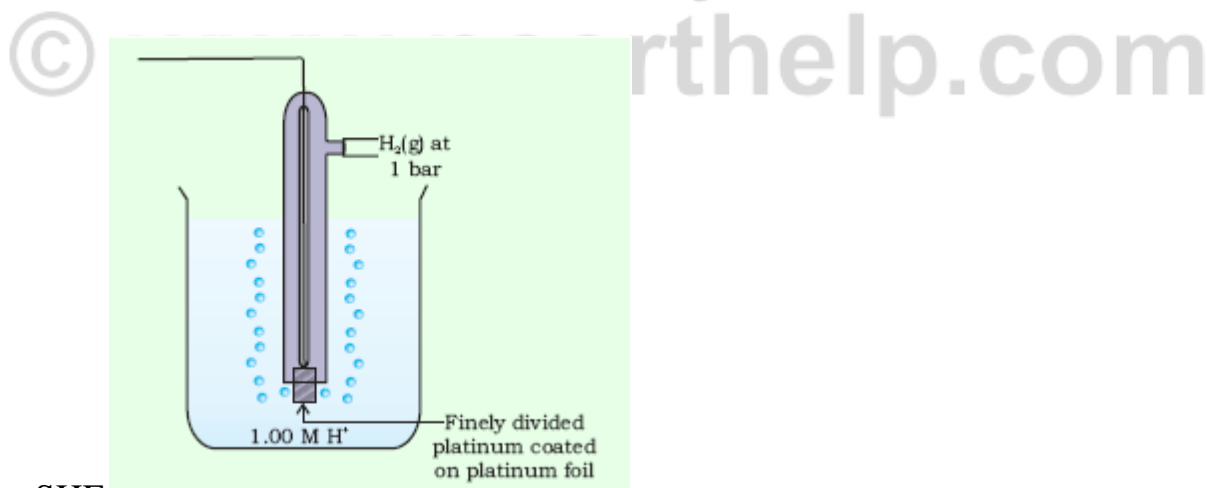 ©
rthelp.com
H₂(g) at
1 bar
1.00 M H⁺
Finely divided
platinum coated
on platinum foil